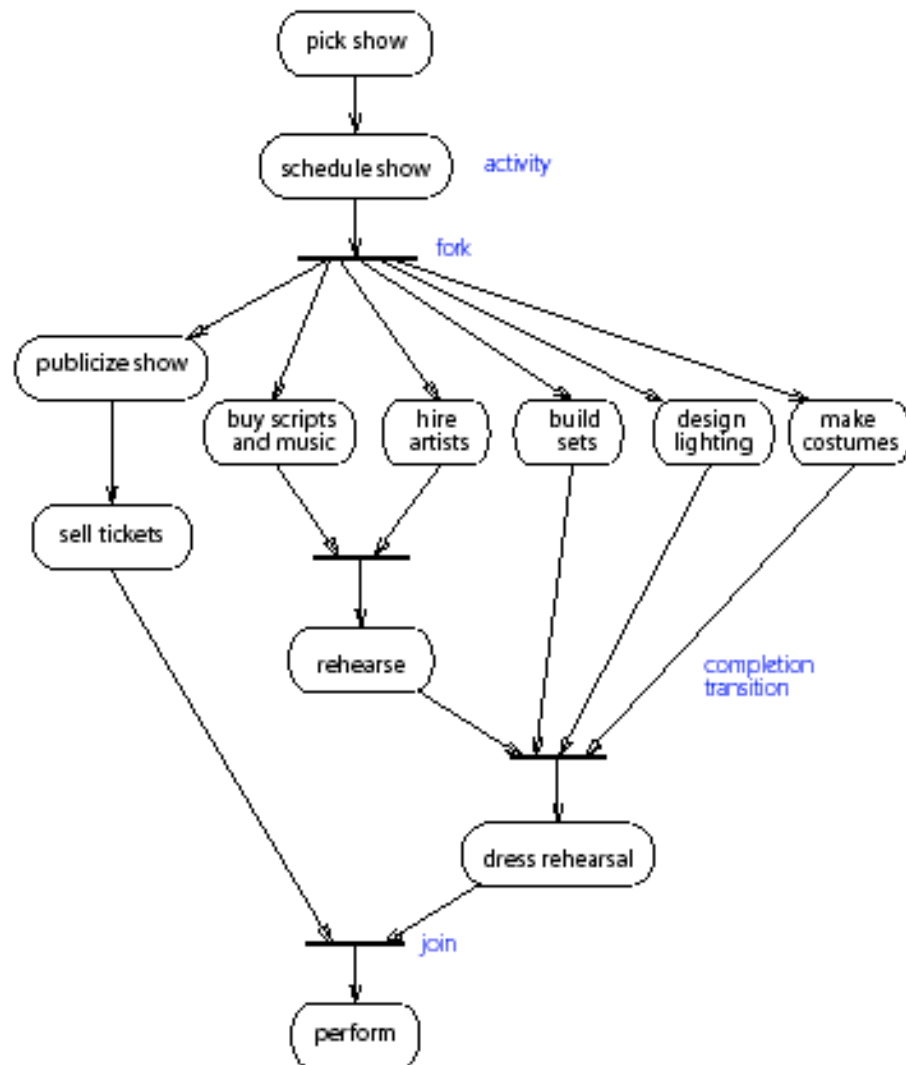 pick show
schedule show
activity
fork
publicize show
buy scripts
and music
hire
artists
build
sets
design
lighting
make
costumes
sell tickets
rehearse
completion
transition
dress rehearsal
join
perform